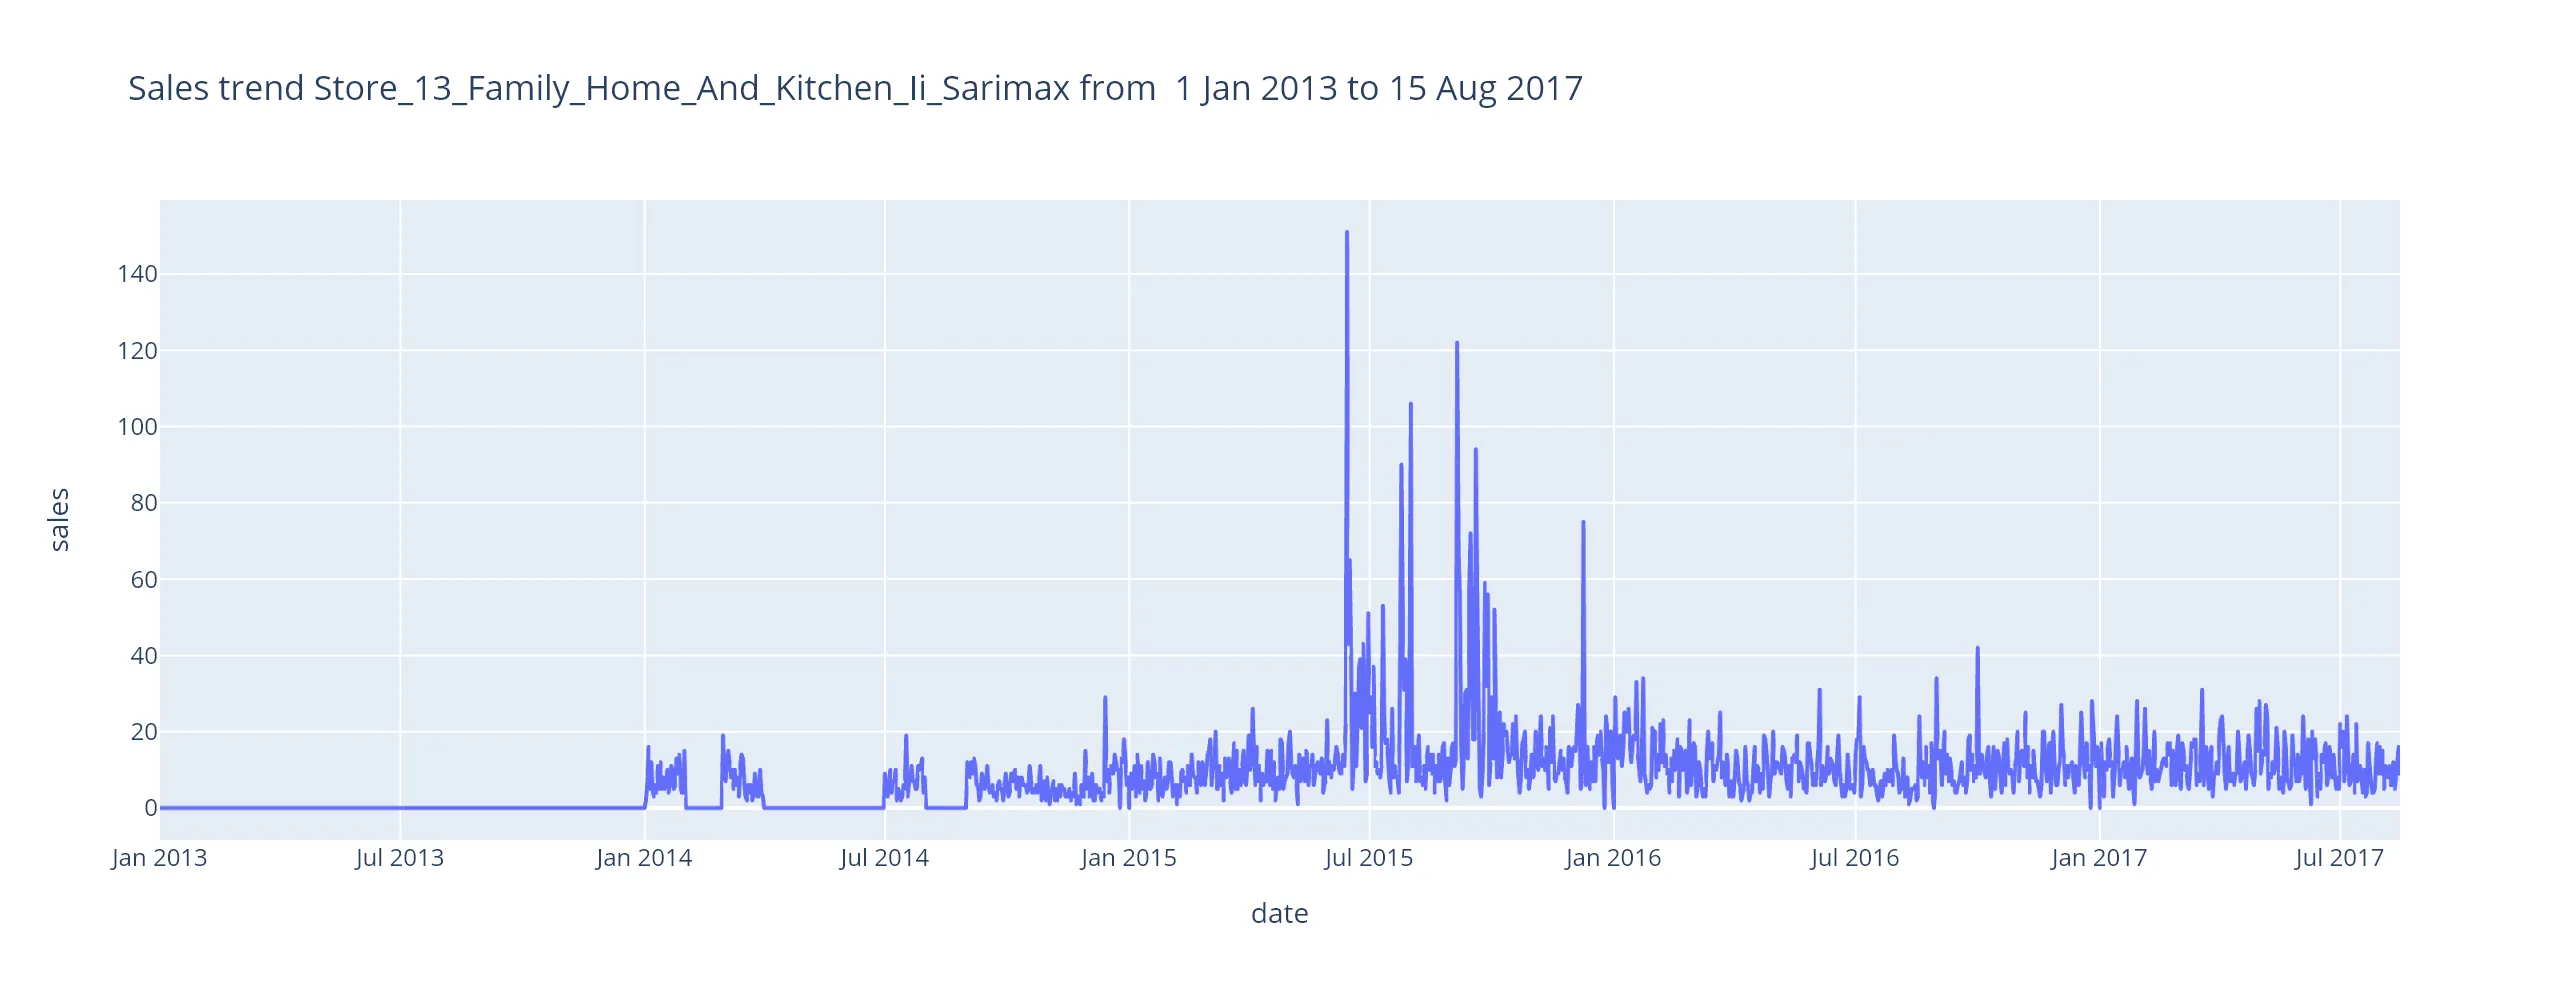 Sales trend Store_13_Family_Home_And_Kitchen_Ii_Sarimax from  1 Jan 2013 to 15 Aug 2017
140
120
100
80
60
40
20
0
sales
Jan 2013 Jul 2013 Jan 2014 Jul 2014 Jan 2015 Jul 2015 Jan 2016 Jul 2016 Jan 2017 Jul 2017
date